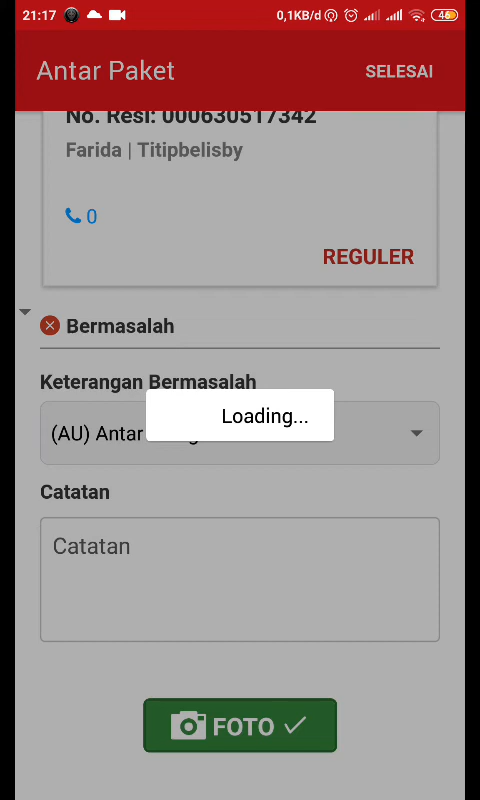 21:17 0,1KB/d 46
Antar Paket SELESAI
No. Resi: 000630517342
Farida | Titipbelisby
0
REGULER
Bermasalah
Keterangan Bermasalah
Loading...
(AU) Antar
Catatan
Catatan
FOTO